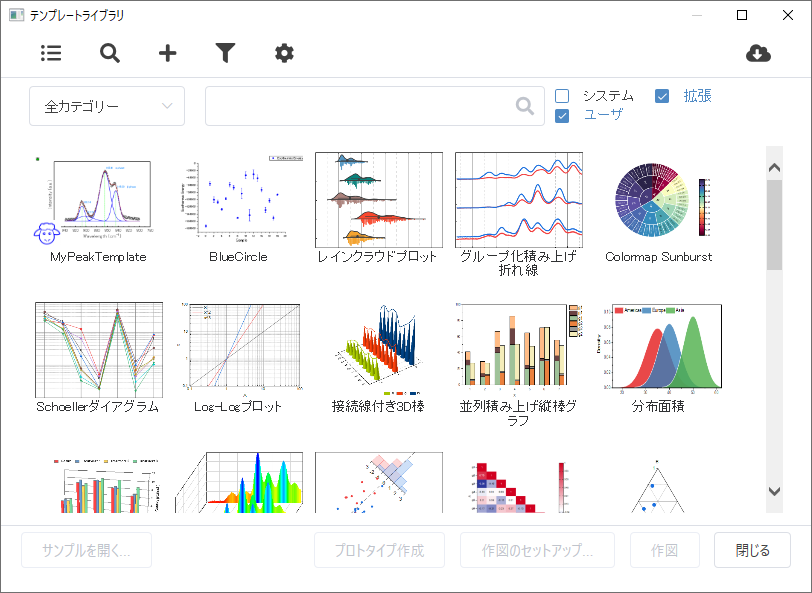 テンプレートライブラリ
全カテゴリー
システム
拡張
ユーザ
MyPeakTemplate
BlueCircle
レインクラウドプロット
グループ化積み上げ
折れ線
Colormap Sunburst
Schoellerダイアグラム
Log-Logプロット
接続線付き3D棒
並列積み上げ縦棒グ
ラフ
分布面積
サンプルを開く...
プロトタイプ作成
作図のセットアップ...
作図
閉じる